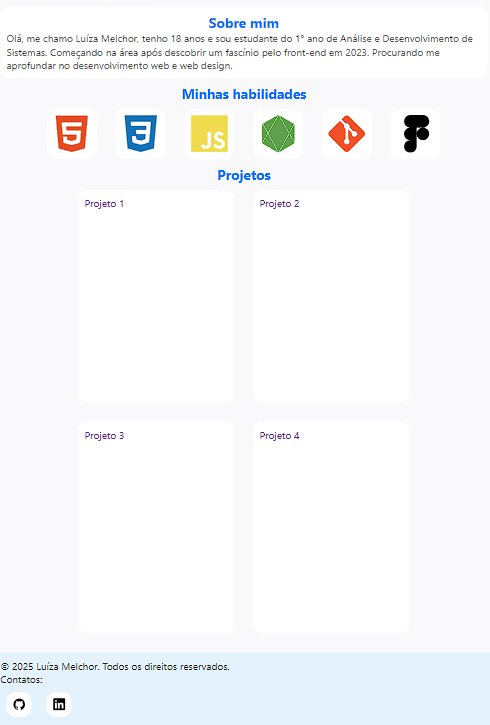 Sobre mim
Olá, me chamo Luíza Melchor, tenho 18 anos e sou estudante do 1° ano de Análise e Desenvolvimento de
Sistemas. Começando na área após descobrir um fascínio pelo front-end em 2023. Procurando me
aprofundar no desenvolvimento web e web design.
Minhas habilidades
5 3 JS
Projetos
Projeto 1 Projeto 2
Projeto 3 Projeto 4
© 2025 Luíza Melchor. Todos os direitos reservados.
Contatos:
in